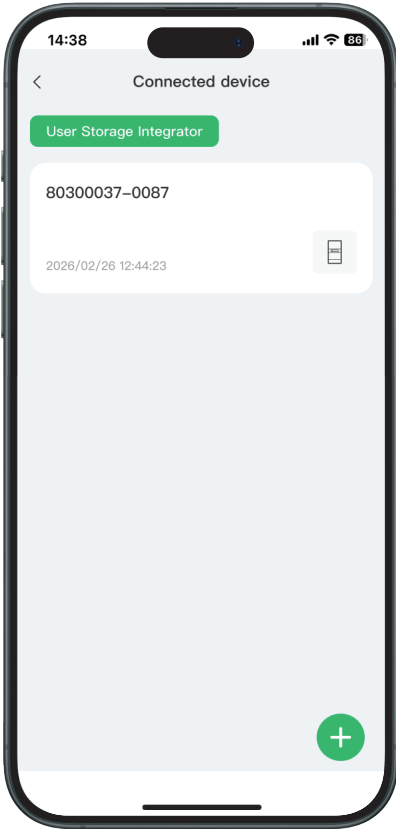 14:38
86
Connected device
User Storage Integrator
80300037-0087
2026/02/26 12:44:23